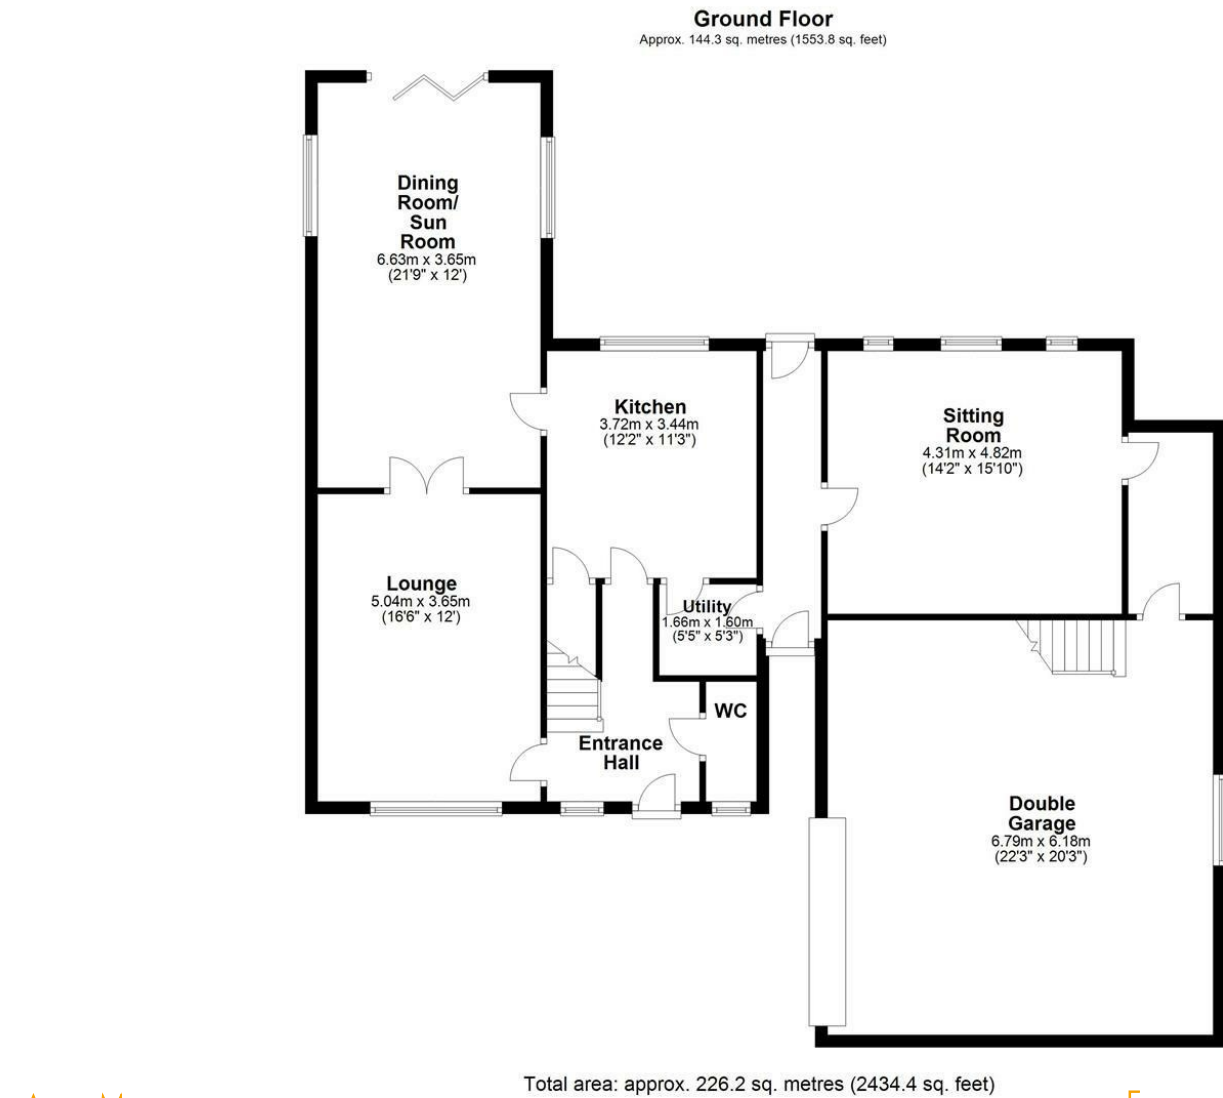 Ground Floor
Approx. 144.3 sq. metres (1553.8 sq. feet)
Dining
Room/
Sun
Room
6.63m x 3.65m
(21'9" x 12')
Kitchen
3.72m x 3.44m
(12'2" x 11'3")
Sitting
Room
4.31m x 4.82m
(14'2" x 15'10")
Lounge
5.04m x 3.65m
(16'6" x 12')
Utility
1.66m x 1.60m
(5'5" x 5'3")
WC
Entrance
Hall
Double
Garage
6.79m x 6.18m
(22'3" x 20'3")
Total area: approx. 226.2 sq. metres (2434.4 sq. feet)